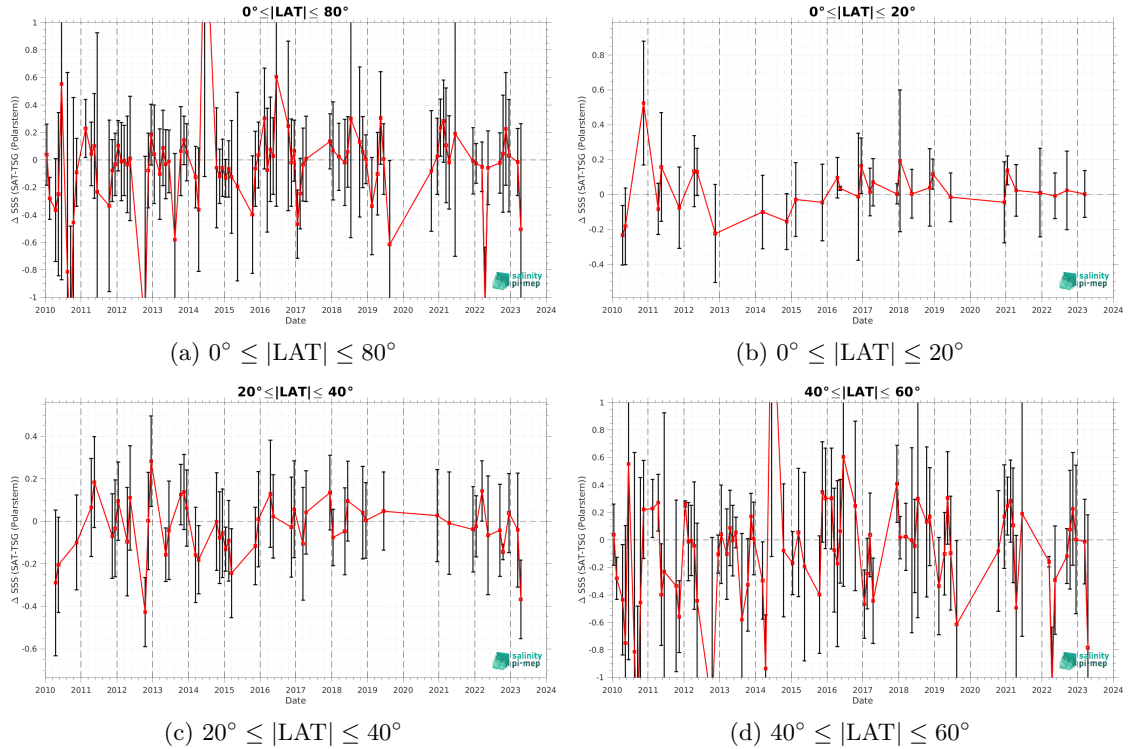 0°≤|LAT|≤ 80°
Δ SSS (SAT-TSG (Polarstern))
1
0.8
0.6
0.4
0.2
0
-0.2
-0.4
-0.6
-0.8
-1
2010 2011 2012 2013 2014 2015 2016 2017 2018 2019 2020 2021 2022 2023 2024
Date
salinity
pi-mep
(a) 0° ≤ |LAT| ≤ 80°
0°≤|LAT|≤ 20°
Δ SSS (SAT-TSG (Polarstern))
0.8
0.6
0.4
0.2
0
-0.2
-0.4
2010 2011 2012 2013 2014 2015 2016 2017 2018 2019 2020 2021 2022 2023 2024
Date
salinity
pi-mep
(b) 0° ≤ |LAT| ≤ 20°
20°≤|LAT|≤ 40°
Δ SSS (SAT-TSG (Polarstern))
0.4
0.2
0
-0.2
-0.4
-0.6
2010 2011 2012 2013 2014 2015 2016 2017 2018 2019 2020 2021 2022 2023 2024
Date
salinity
pi-mep
(c) 20° ≤ |LAT| ≤ 40°
40°≤|LAT|≤ 60°
Δ SSS (SAT-TSG (Polarstern))
1
0.8
0.6
0.4
0.2
0
-0.2
-0.4
-0.6
-0.8
-1
2010 2011 2012 2013 2014 2015 2016 2017 2018 2019 2020 2021 2022 2023 2024
Date
salinity
pi-mep
(d) 40° ≤ |LAT| ≤ 60°